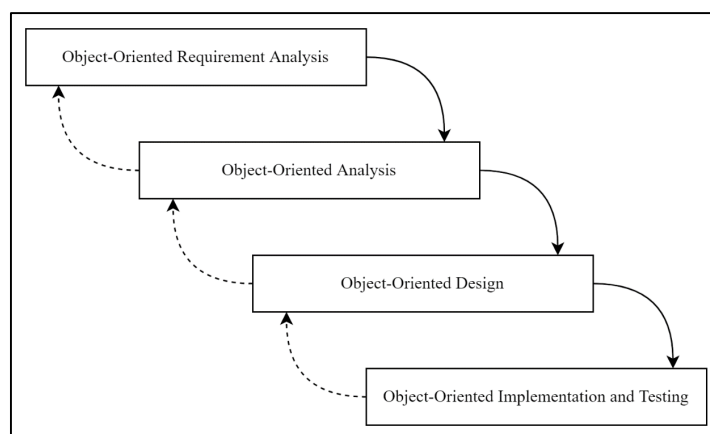 Object-Oriented Requirement Analysis
Object-Oriented Analysis
Object-Oriented Design
Object-Oriented Implementation and Testing